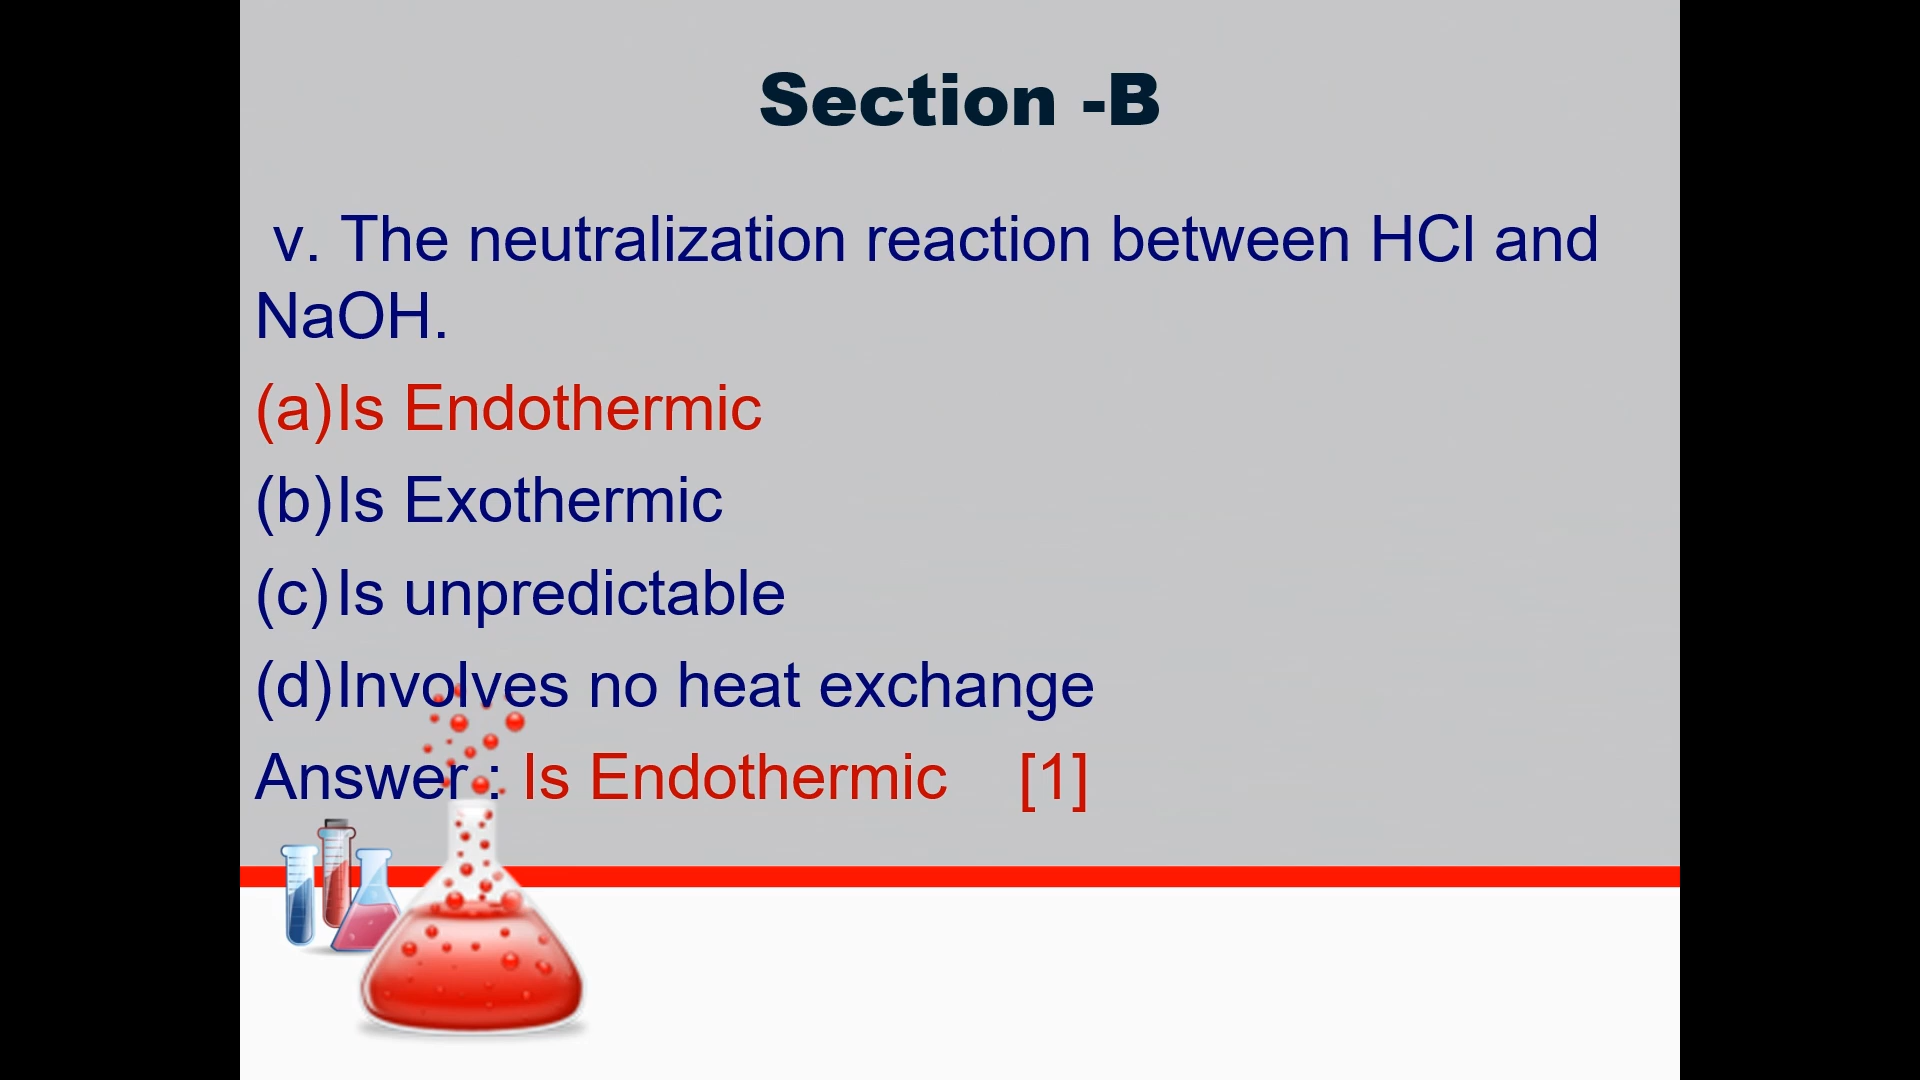 Section -B
v. The neutralization reaction between HCl and
NaOH.
(a) Is Endothermic
(b) Is Exothermic
(c) Is unpredictable
(d) Involves no heat exchange
Answer : Is Endothermic [1]